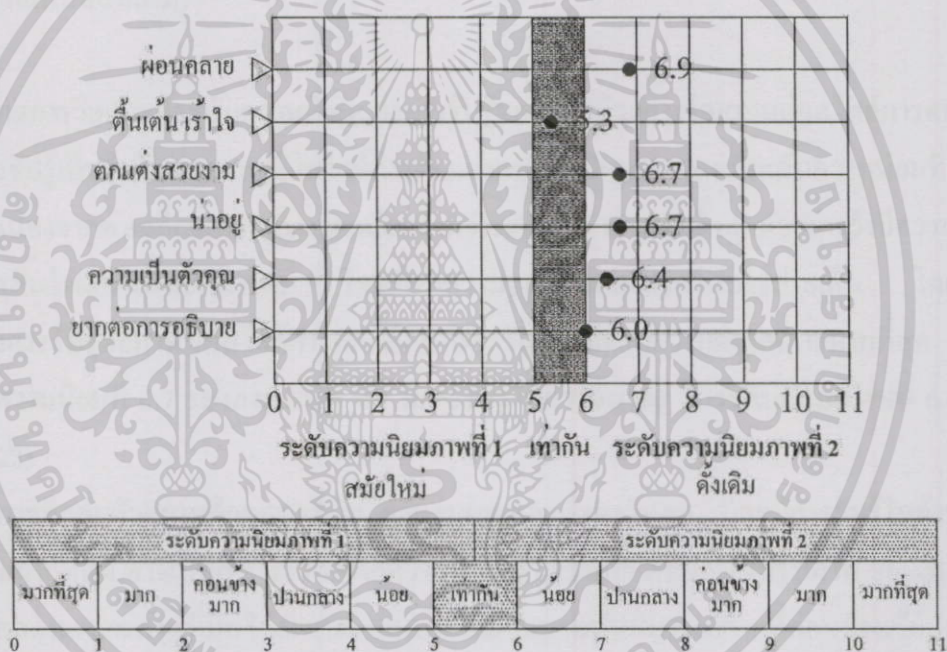 ผ่อนคลาย 6.9
ตื่นเต้น เร้าใจ 5.3
ตกแต่งสวยงาม 6.7
น่าอยู่ 6.7
ความเป็นตัวคุณ 6.4
ยากต่อการอธิบาย 6.0
0 1 2 3 4 5 6 7 8 9 10 11
ระดับความนิยมภาพที่ 1 เท่ากัน ระดับความนิยมภาพที่ 2
สมัยใหม่ ดั้งเดิม
ระดับความนิยมภาพที่ 1 ระดับความนิยมภาพที่ 2
มากที่สุด มาก ค่อนข้างมาก ปานกลาง น้อย เท่ากัน น้อย ปานกลาง ค่อนข้างมาก มาก มากที่สุด
0 1 2 3 4 5 6 7 8 9 10 11